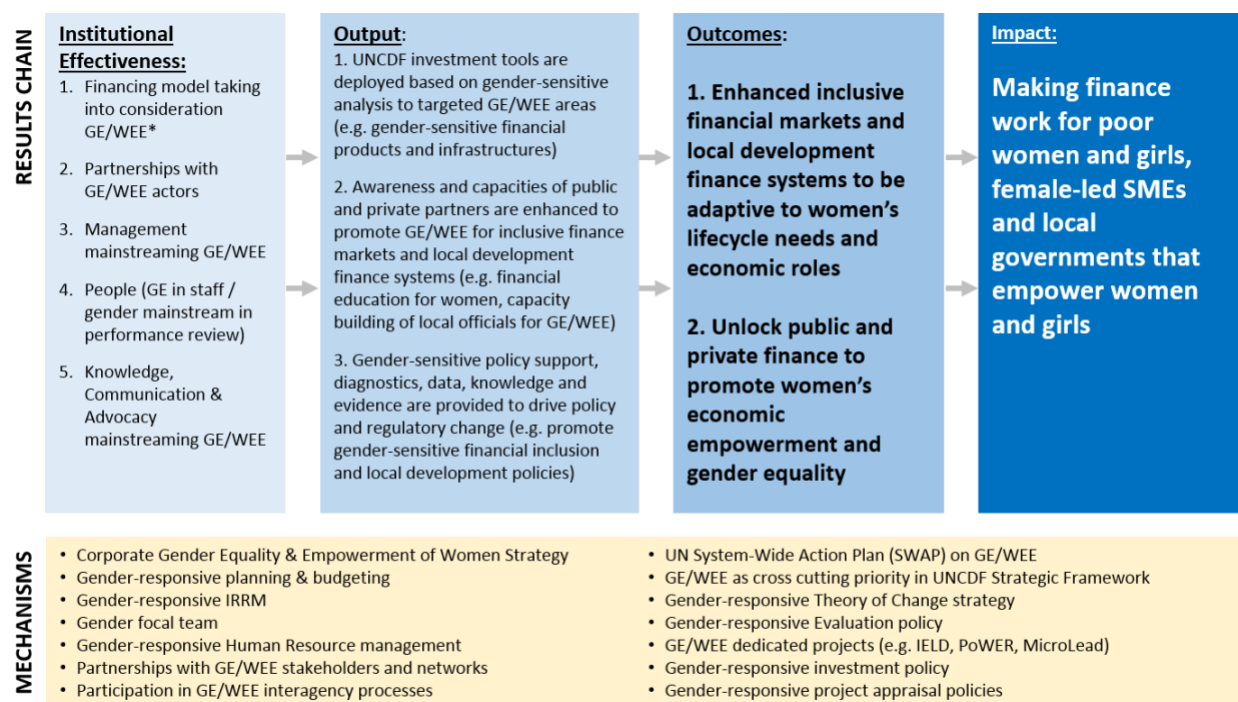 RESULTS CHAIN
Institutional
Effectiveness:
1. Financing model taking
into consideration
GE/WEE*
2. Partnerships with
GE/WEE actors
3. Management
mainstreaming GE/WEE
4. People (GE in staff /
gender mainstream in
performance review)
5. Knowledge,
Communication &
Advocacy
mainstreaming GE/WEE
Output:
1. UNCDF investment tools are
deployed based on gender-sensitive
analysis to targeted GE/WEE areas
(e.g. gender-sensitive financial
products and infrastructures)
2. Awareness and capacities of public
and private partners are enhanced to
promote GE/WEE for inclusive finance
markets and local development
finance systems (e.g. financial
education for women, capacity
building of local officials for GE/WEE)
3. Gender-sensitive policy support,
diagnostics, data, knowledge and
evidence are provided to drive policy
and regulatory change (e.g. promote
gender-sensitive financial inclusion
and local development policies)
Outcomes:
1. Enhanced inclusive
financial markets and
local development
finance systems to be
adaptive to women's
lifecycle needs and
economic roles
2. Unlock public and
private finance to
promote women's
economic
empowerment and
gender equality
Impact:
Making finance
work for poor
women and girls,
female-led SMEs
and local
governments that
empower women
and girls
MECHANISMS
• Corporate Gender Equality & Empowerment of Women Strategy
• Gender-responsive planning & budgeting
• Gender-responsive IRRM
• Gender focal team
• Gender-responsive Human Resource management
• Partnerships with GE/WEE stakeholders and networks
• Participation in GE/WEE interagency processes
• UN System-Wide Action Plan (SWAP) on GE/WEE
• GE/WEE as cross cutting priority in UNCDF Strategic Framework
• Gender-responsive Theory of Change strategy
• Gender-responsive Evaluation policy
• GE/WEE dedicated projects (e.g. IELD, PoWER, MicroLead)
• Gender-responsive investment policy
• Gender-responsive project appraisal policies